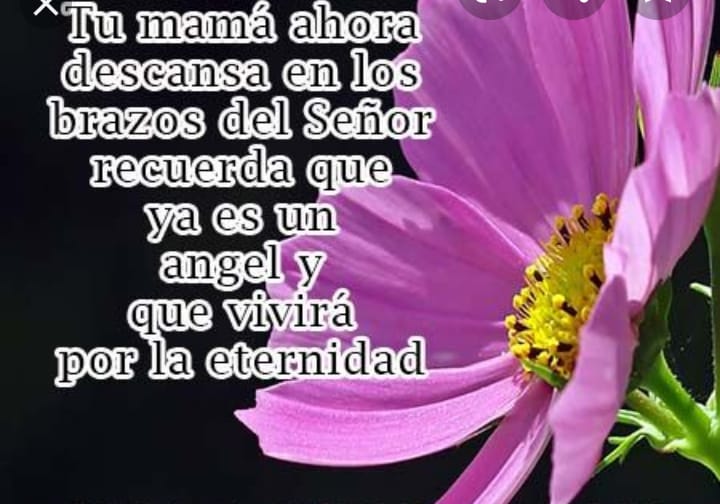 Tu mamá ahora
descansa en los
brazos del Señor
recuerda que
ya es un
angel y
que vivirá
por la eternidad